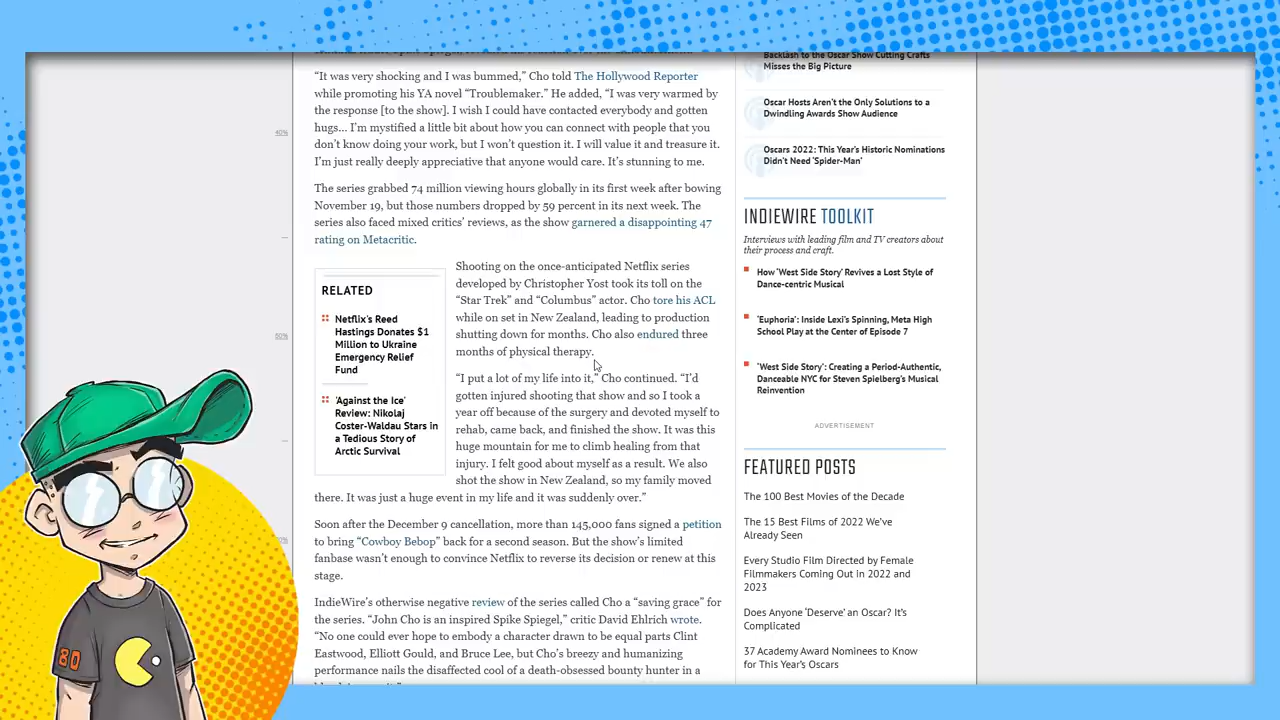 “It was very shocking and I was bummed,” Cho told The Hollywood Reporter
while promoting his YA novel “Troublemaker.” He added, “I was very warmed by
the response [to the show]. I wish I could have contacted everybody and gotten
hugs... I’m mystified a little bit about how you can connect with people that you
don’t know doing your work, but I won’t question it. I will value it and treasure it.
I’m just really deeply appreciative that anyone would care. It’s stunning to me.
40%
The series grabbed 74 million viewing hours globally in its first week after bowing
November 19, but those numbers dropped by 59 percent in its next week. The
series also faced mixed critics’ reviews, as the show garnered a disappointing 47
rating on Metacritic.
RELATED
Netflix’s Reed
Hastings Donates $1
Million to Ukraine
Emergency Relief
Fund
‘Against the Ice’
Review: Nikolaj
Coster-Waldau Stars in
a Tedious Story of
Arctic Survival
Shooting on the once-anticipated Netflix series
developed by Christopher Yost took its toll on the
“Star Trek” and “Columbus” actor. Cho tore his ACL
while on set in New Zealand, leading to production
shutting down for months. Cho also endured three
months of physical therapy.
“I put a lot of my life into it,” Cho continued. “I’d
gotten injured shooting that show and so I took a
year off because of the surgery and devoted myself to
rehab, came back, and finished the show. It was this
huge mountain for me to climb healing from that
injury. I felt good about myself as a result. We also
shot the show in New Zealand, so my family moved
there. It was just a huge event in my life and it was suddenly over.”
Soon after the December 9 cancellation, more than 145,000 fans signed a petition
to bring “Cowboy Bebop” back for a second season. But the show’s limited
fanbase wasn’t enough to convince Netflix to reverse its decision or renew at this
stage.
IndieWire’s otherwise negative review of the series called Cho a “saving grace” for
the series. “John Cho is an inspired Spike Spiegel,” critic David Ehrlich wrote.
“No one could ever hope to embody a character drawn to be equal parts Clint
Eastwood, Elliott Gould, and Bruce Lee, but Cho’s breezy and humanizing
performance nails the disaffected cool of a death-obsessed bounty hunter in a
Backlash to the Oscar Show Cutting Crafts
Misses the Big Picture
Oscar Hosts Aren’t the Only Solutions to a
Dwindling Awards Show Audience
Oscars 2022: This Year’s Historic Nominations
Didn’t Need ‘Spider-Man’
INDIEWIRE TOOLKIT
Interviews with leading film and TV creators about
their process and craft.
How ‘West Side Story’ Revives a Lost Style of
Dance-centric Musical
‘Euphoria’: Inside Lexi’s Spinning, Meta High
School Play at the Center of Episode 7
‘West Side Story’: Creating a Period-Authentic,
Danceable NYC for Steven Spielberg’s Musical
Reinvention
ADVERTISEMENT
FEATURED POSTS
The 100 Best Movies of the Decade
The 15 Best Films of 2022 We’ve
Already Seen
Every Studio Film Directed by Female
Filmmakers Coming Out in 2022 and
2023
Does Anyone ‘Deserve’ an Oscar? It’s
Complicated
37 Academy Award Nominees to Know
for This Year’s Oscars
80